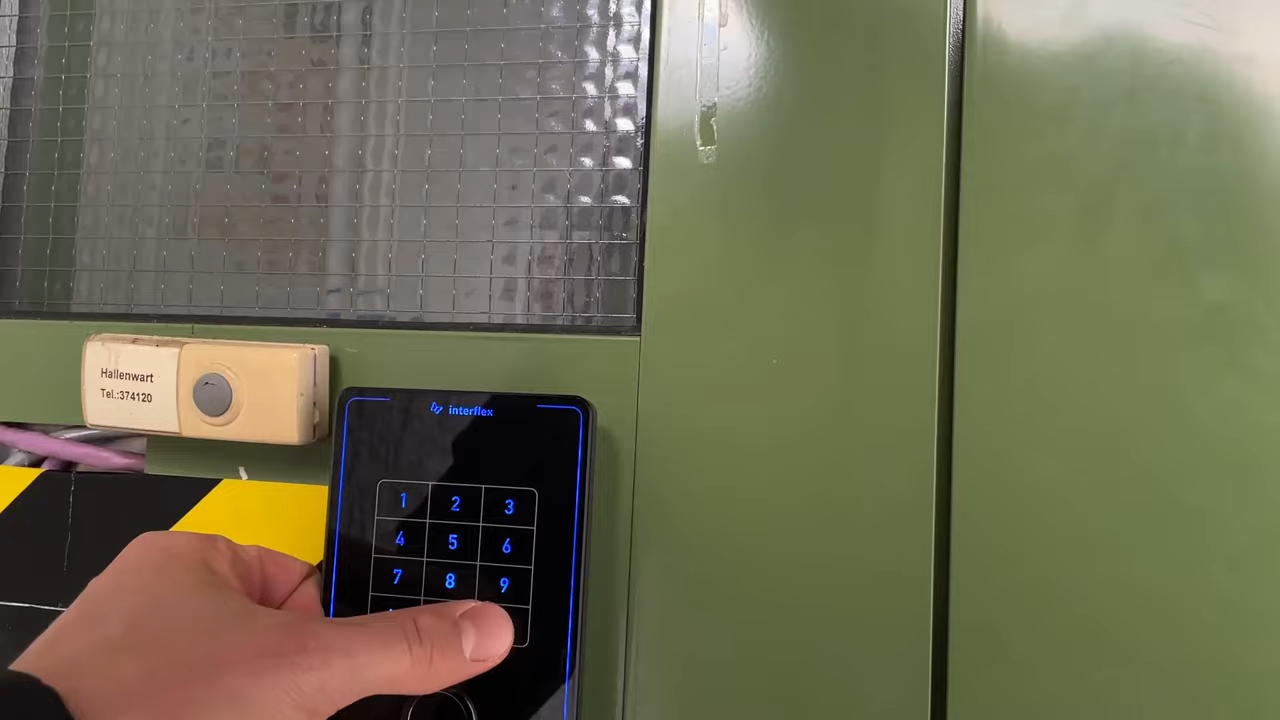 Hallenwart
Tel.:374120
interflex
1 2 3
4 5 6
7 8 9